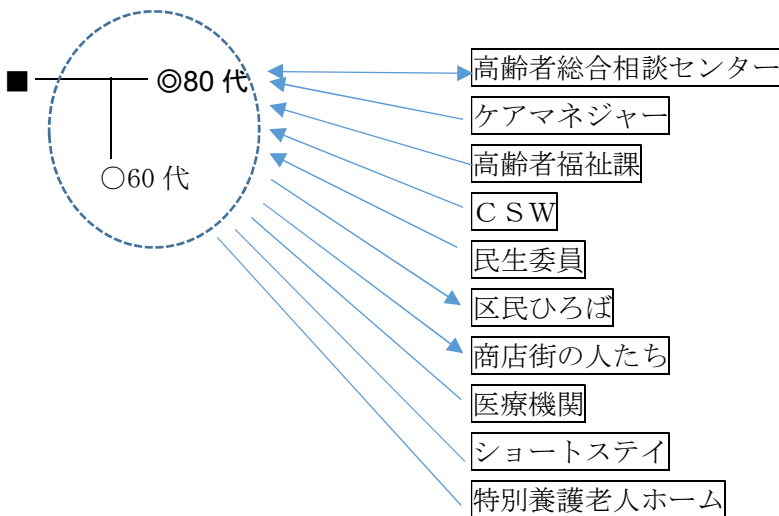 ■ ◎80 代
○60 代
高齢者総合相談センター
ケアマネジャー
高齢者福祉課
ＣＳＷ
民生委員
区民ひろば
商店街の人たち
医療機関
ショートステイ
特別養護老人ホーム